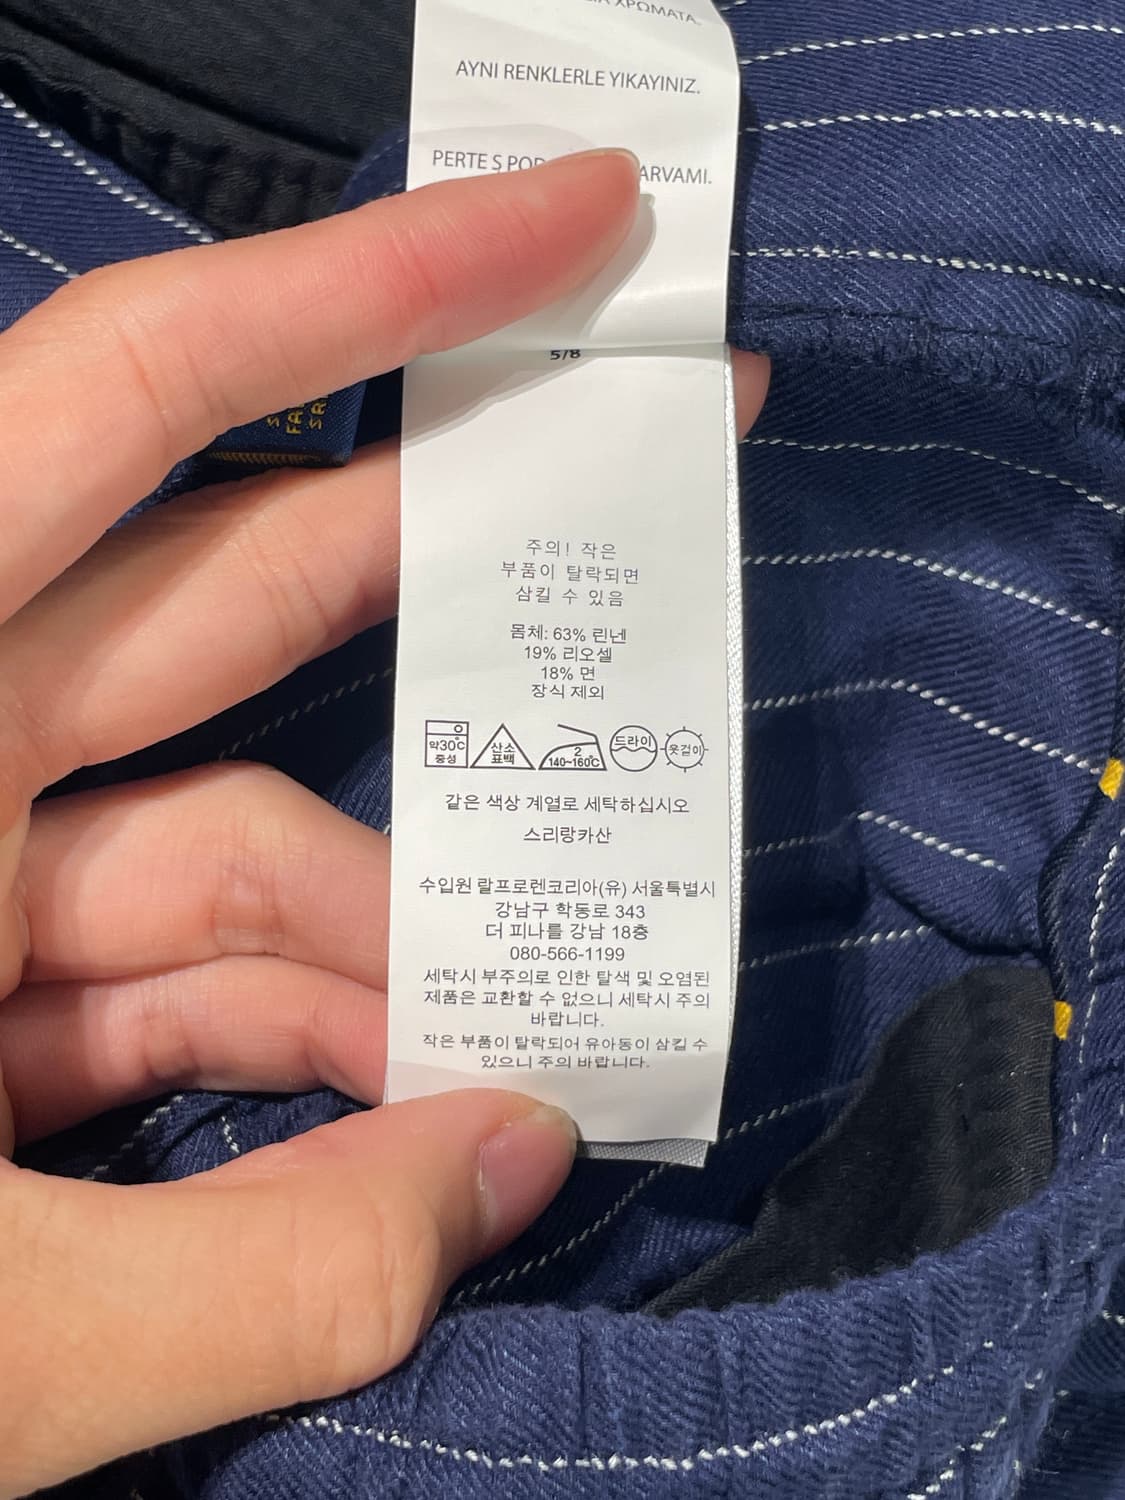 ΧΡΩΜΑΤΑ.
AYNI RENKLERLE YIKAYINIZ.
PERTE Ş POD ARVAMI.
5/8
주의! 작은
부품이 탈락되면
삼킬 수 있음
몸체: 63% 린넨
19% 리오셀
18% 면
장식 제외
약30°C
중성
산소
표백
2
140~160°C
드라이
옷걸이
같은 색상 계열로 세탁하십시오
스리랑카산
수입원 랄프로렌코리아(유) 서울특별시
강남구 학동로 343
더 피나클 강남 18층
080-566-1199
세탁시 부주의로 인한 탈색 및 오염된
제품은 교환할 수 없으니 세탁시 주의
바랍니다.
작은 부품이 탈락되어 유아동이 삼킬 수
있으니 주의 바랍니다.